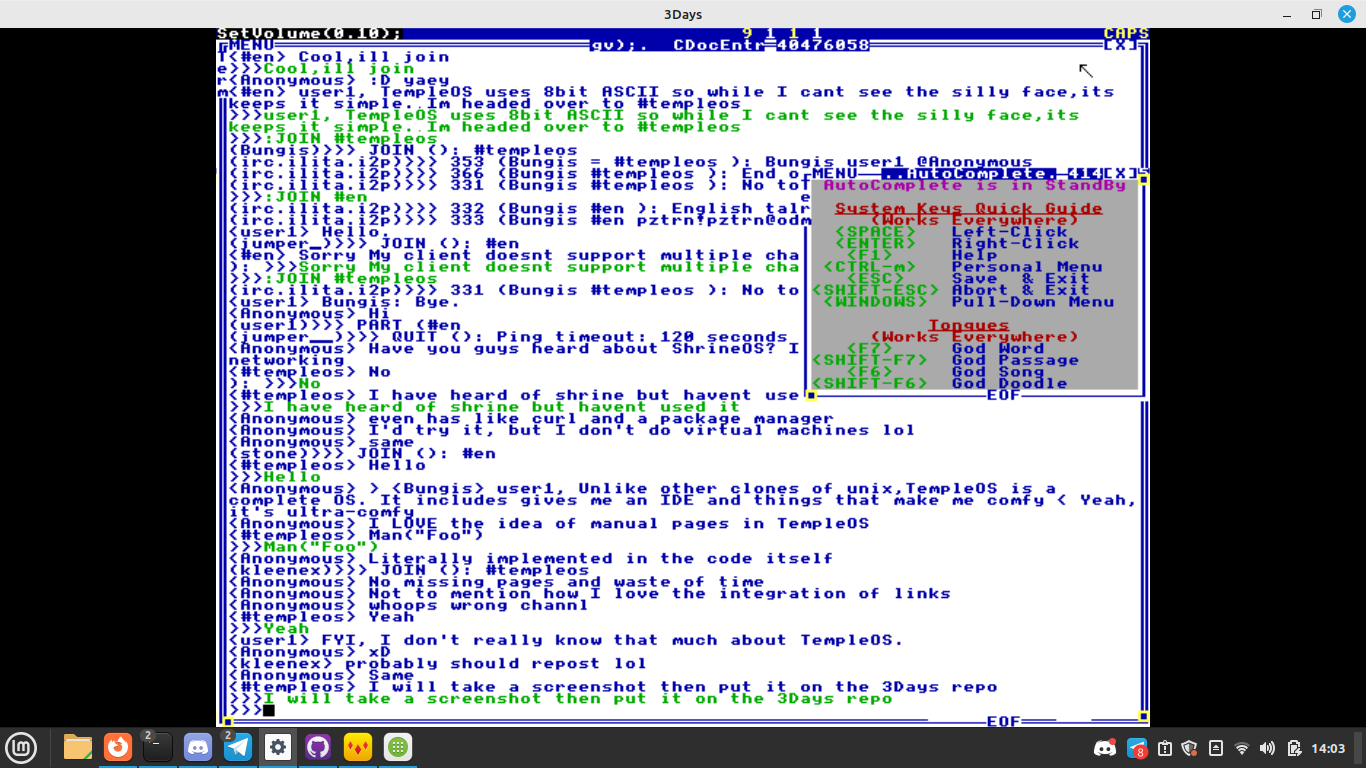 3Days
SetVolume(0.10);
9 1 1 1
CAPS
MENU
gv);. CDocEntr=40476058
[X]
T<#en> Cool,ill join
e>>>Cool,ill join
r<Anonymous> :D yaey
m<#en> user1, TempleOS uses 8bit ASCII so while I cant see the silly face,its
keeps it simple..Im headed over to #templeos
>>>user1, TempleOS uses 8bit ASCII so while I cant see the silly face,its
keeps it simple..Im headed over to #templeos
>>>:JOIN #templeos
(Bungis)>>>> JOIN (): #templeos
(irc.ilita.i2p)>>>> 353 (Bungis = #templeos ): Bungis user1 @Anonymous
(irc.ilita.i2p)>>>> 366 (Bungis #templeos ): End o
(irc.ilita.i2p)>>>> 331 (Bungis #templeos ): No tof
>>>:JOIN #en
e
(irc.ilita.i2p)>>>> 332 (Bungis #en ): English talr
(irc.ilita.i2p)>>>> 333 (Bungis #en pztrn!pztrn@odm
<user1> Hello.
(jumper_)>>>> JOIN (): #en
<#en> Sorry My client doesnt support multiple cha
): >>>Sorry My client doesnt support multiple cha
>>>:JOIN #templeos
(irc.ilita.i2p)>>>> 331 (Bungis #templeos ): No to
<user1> Bungis: Bye.
<Anonymous> Hi
(user1)>>>> PART (#en
(jumper__)>>>> QUIT (): Ping timeout: 120 seconds
<Anonymous> Have you guys heard about ShrineOS? I
networking
<#templeos> No
): >>>No
<#templeos> I have heard of shrine but havent use
>>>I have heard of shrine but havent used it
<Anonymous> even has like curl and a package manager
<Anonymous> I'd try it, but I don't do virtual machines lol
<Anonymous> same
(stone)>>>> JOIN (): #en
<#templeos> Hello
>>>Hello
<Anonymous> > <Bungis> user1, Unlike other clones of unix,TempleOS is a
complete OS. It includes gives me an IDE and things that make me comfy < Yeah,
it's ultra-comfy
<Anonymous> I LOVE the idea of manual pages in TempleOS
<#templeos> Man("Foo")
>>>Man("Foo")
<Anonymous> Literally implemented in the code itself
(kleenex)>>>> JOIN (): #templeos
<Anonymous> No missing pages and waste of time
<Anonymous> Not to mention how I love the integration of links
<Anonymous> whoops wrong channl
<#templeos> Yeah
>>>Yeah
<user1> FYI, I don't really know that much about TempleOS.
<Anonymous> xD
<kleenex> probably should repost lol
<Anonymous> Same
<#templeos> I will take a screenshot then put it on the 3Days repo
>>>I will take a screenshot then put it on the 3Days repo
>>>
EOF
MENU
..AutoComplete. 414
[X]
AutoComplete is in StandBy
System Keys Quick Guide
(Works Everywhere)
<SPACE> Left-Click
<ENTER> Right-Click
<F1> Help
<CTRL-m> Personal Menu
<ESC> Save & Exit
<SHIFT-ESC> Abort & Exit
<WINDOWS> Pull-Down Menu
Tongues
(Works Everywhere)
<F7> God Word
<SHIFT-F7> God Passage
<F6> God Song
<SHIFT-F6> God Doodle
EOF
2
2
8
14:03